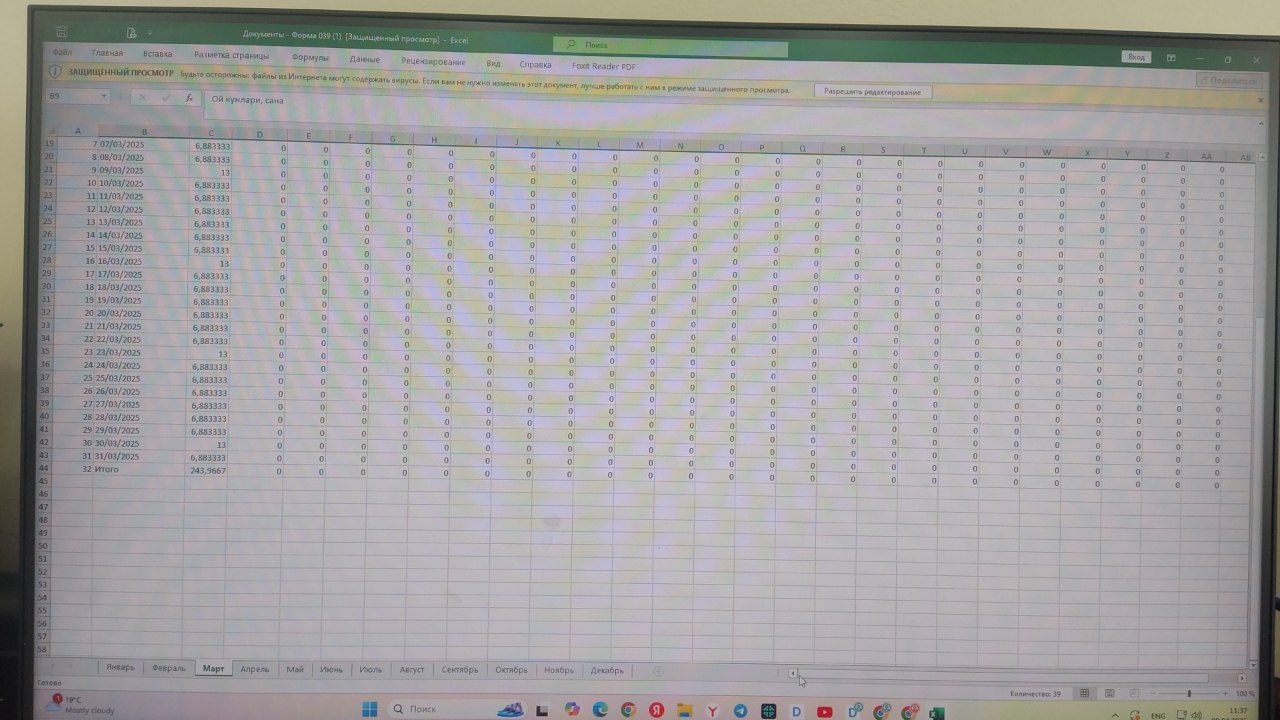 Документы - Форма 039 (1) [Защищенный просмотр] - Excel
Поиск
Вход
Файл Главная Вставка Разметка страницы Формулы Данные Рецензирование Вид Справка Foxit Reader PDF
Поделиться
ЗАЩИЩЕННЫЙ ПРОСМОТР Будьте осторожны: файлы из Интернета могут содержать вирусы. Если вам не нужно изменять этот документ, лучше работать с ним в режиме защищенного просмотра. Разрешить редактирование
B9 fx Ой кунлари, сана
A B C D E F G H I J K L M N O P Q R S T U V W X Y Z AA AB
19 7 07/03/2025 6,883333 0 0 0 0 0 0 0 0 0 0 0 0 0 0 0 0 0 0 0 0 0 0 0 0
20 8 08/03/2025 6,883333 0 0 0 0 0 0 0 0 0 0 0 0 0 0 0 0 0 0 0 0 0 0 0 0
21 9 09/03/2025 13 0 0 0 0 0 0 0 0 0 0 0 0 0 0 0 0 0 0 0 0 0 0 0 0
22 10 10/03/2025 6,883333 0 0 0 0 0 0 0 0 0 0 0 0 0 0 0 0 0 0 0 0 0 0 0 0
23 11 11/03/2025 6,883333 0 0 0 0 0 0 0 0 0 0 0 0 0 0 0 0 0 0 0 0 0 0 0 0
24 12 12/03/2025 6,883333 0 0 0 0 0 0 0 0 0 0 0 0 0 0 0 0 0 0 0 0 0 0 0 0
25 13 13/03/2025 6,883333 0 0 0 0 0 0 0 0 0 0 0 0 0 0 0 0 0 0 0 0 0 0 0 0
26 14 14/03/2025 6,883333 0 0 0 0 0 0 0 0 0 0 0 0 0 0 0 0 0 0 0 0 0 0 0 0
27 15 15/03/2025 6,883333 0 0 0 0 0 0 0 0 0 0 0 0 0 0 0 0 0 0 0 0 0 0 0 0
28 16 16/03/2025 13 0 0 0 0 0 0 0 0 0 0 0 0 0 0 0 0 0 0 0 0 0 0 0 0
29 17 17/03/2025 6,883333 0 0 0 0 0 0 0 0 0 0 0 0 0 0 0 0 0 0 0 0 0 0 0 0
30 18 18/03/2025 6,883333 0 0 0 0 0 0 0 0 0 0 0 0 0 0 0 0 0 0 0 0 0 0 0 0
31 19 19/03/2025 6,883333 0 0 0 0 0 0 0 0 0 0 0 0 0 0 0 0 0 0 0 0 0 0 0 0
32 20 20/03/2025 6,883333 0 0 0 0 0 0 0 0 0 0 0 0 0 0 0 0 0 0 0 0 0 0 0 0
33 21 21/03/2025 6,883333 0 0 0 0 0 0 0 0 0 0 0 0 0 0 0 0 0 0 0 0 0 0 0 0
34 22 22/03/2025 6,883333 0 0 0 0 0 0 0 0 0 0 0 0 0 0 0 0 0 0 0 0 0 0 0 0
35 23 23/03/2025 13 0 0 0 0 0 0 0 0 0 0 0 0 0 0 0 0 0 0 0 0 0 0 0 0
36 24 24/03/2025 6,883333 0 0 0 0 0 0 0 0 0 0 0 0 0 0 0 0 0 0 0 0 0 0 0 0
37 25 25/03/2025 6,883333 0 0 0 0 0 0 0 0 0 0 0 0 0 0 0 0 0 0 0 0 0 0 0 0
38 26 26/03/2025 6,883333 0 0 0 0 0 0 0 0 0 0 0 0 0 0 0 0 0 0 0 0 0 0 0 0
39 27 27/03/2025 6,883333 0 0 0 0 0 0 0 0 0 0 0 0 0 0 0 0 0 0 0 0 0 0 0 0
40 28 28/03/2025 6,883333 0 0 0 0 0 0 0 0 0 0 0 0 0 0 0 0 0 0 0 0 0 0 0 0
41 29 29/03/2025 6,883333 0 0 0 0 0 0 0 0 0 0 0 0 0 0 0 0 0 0 0 0 0 0 0 0
42 30 30/03/2025 13 0 0 0 0 0 0 0 0 0 0 0 0 0 0 0 0 0 0 0 0 0 0 0 0
43 31 31/03/2025 6,883333 0 0 0 0 0 0 0 0 0 0 0 0 0 0 0 0 0 0 0 0 0 0 0 0
44 32 Итого 243,9667 0 0 0 0 0 0 0 0 0 0 0 0 0 0 0 0 0 0 0 0 0 0 0 0
45
46
47
48
49
50
51
52
53
54
55
56
57
58
Январь Февраль Март Апрель Май Июнь Июль Август Сентябрь Октябрь Ноябрь Декабрь
Готово Количество: 39 100 %
19°C
Mostly cloudy
Поиск
ENG
11:37